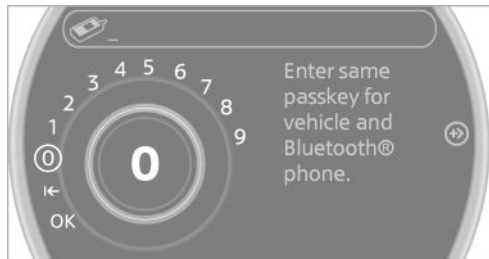 _
4 5 6
3 7
2 8
1 9
0 0
OK
Enter same
passkey for
vehicle and
Bluetooth®
phone.